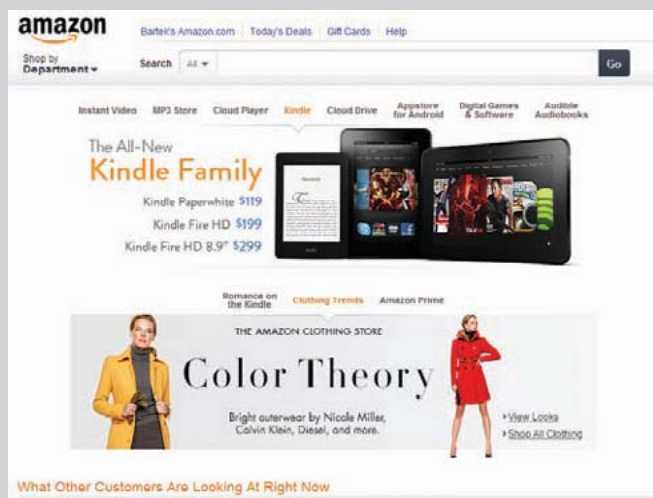 amazon
Bartek's Amazon.com Today's Deals Gift Cards Help
Shop by
Department
Search All Go
Instant Video MP3 Store Cloud Player Kindle Cloud Drive Appstore for Android Digital Games & Software Audible Audiobooks
The All-New
Kindle Family
Kindle Paperwhite $119
Kindle Fire HD $199
Kindle Fire HD 8.9" $299
Romance on the Kindle Clothing Trends Amazon Prime
THE AMAZON CLOTHING STORE
Color Theory
Bright outerwear by Nicole Miller,
Calvin Klein, Diesel, and more.
View Looks
Shop All Clothing
What Other Customers Are Looking At Right Now